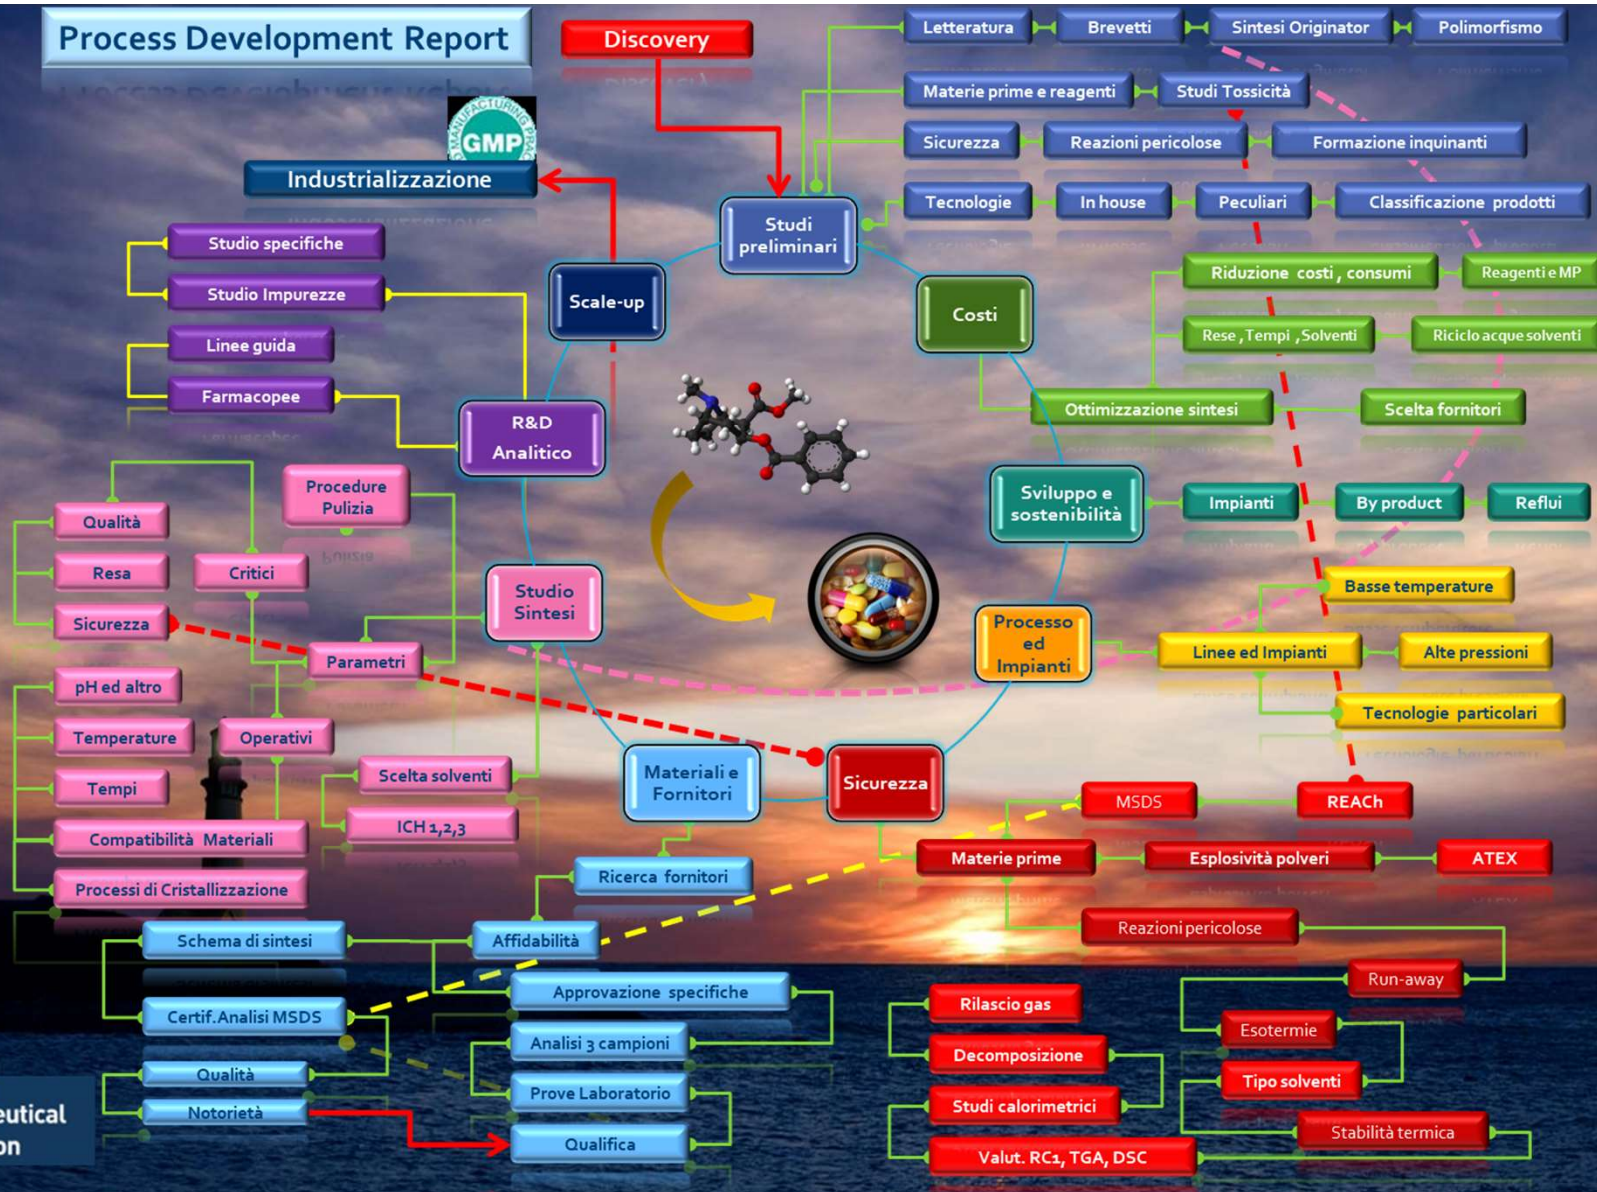 Process Development Report
Discovery
Letteratura
Brevetti
Sintesi Originator
Polimorfismo
Materie prime e reagenti
Studi Tossicità
Sicurezza
Reazioni pericolose
Formazione inquinanti
Tecnologie
In house
Peculiari
Classificazione prodotti
MANUFACTURING PRAC
GMP
Industrializzazione
Studi
preliminari
Scale-up
Costi
Riduzione costi , consumi
Reagenti e MP
Rese , Tempi , Solventi
Riciclo acque solventi
Ottimizzazione sintesi
Scelta fornitori
Studio specifiche
Studio Impurezze
Linee guida
Farmacopee
R&D
Analitico
Sviluppo e
sostenibilità
Impianti
By product
Reflui
Procedure
Pulizia
Qualità
Resa
Critici
Sicurezza
Parametri
Studio
Sintesi
pH ed altro
Temperature
Operativi
Tempi
Scelta solventi
ICH 1,2,3
Compatibilità Materiali
Processi di Cristallizzazione
Processo
ed
Impianti
Basse temperature
Linee ed Impianti
Alte pressioni
Tecnologie particolari
Materiali e
Fornitori
Sicurezza
MSDS
REACh
Materie prime
Esplosività polveri
ATEX
Reazioni pericolose
Run-away
Esotermie
Tipo solventi
Stabilità termica
Rilascio gas
Decomposizione
Studi calorimetrici
Valut. RC1, TGA, DSC
Ricerca fornitori
Affidabilità
Schema di sintesi
Approvazione specifiche
Certif.Analisi MSDS
Analisi 3 campioni
Qualità
Prove Laboratorio
Notorietà
Qualifica
eutical
on